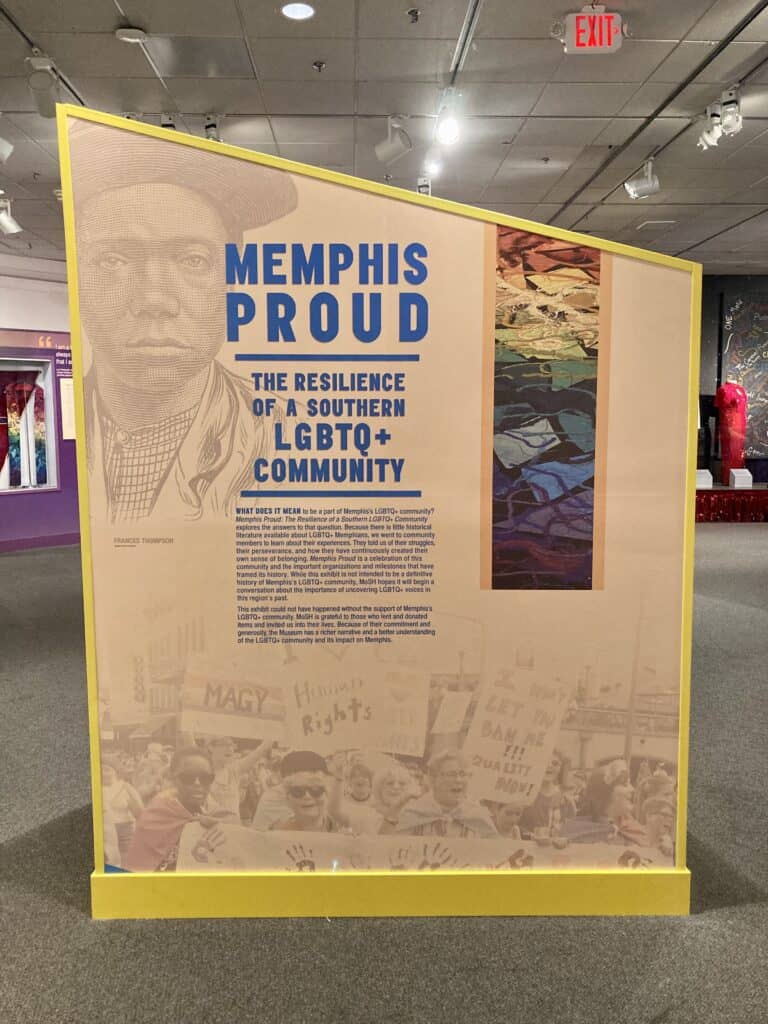 EXIT
MEMPHIS
PROUD
THE RESILIENCE
OF A SOUTHERN
LGBTQ+
COMMUNITY
WHAT DOES IT MEAN to be a part of Memphis's LGBTQ+ community?
Memphis Proud: The Resilience of a Southern LGBTQ+ Community
explores the answers to that question. Because there is little historical
literature available about LGBTQ+ Memphians, we went to community
members to learn about their experiences. They told us of their struggles,
their perseverance, and how they have continuously created their
own sense of belonging. Memphis Proud is a celebration of this
community and the important organizations and milestones that have
framed its history. While this exhibit is not intended to be a definitive
history of Memphis's LGBTQ+ community, MoSH hopes it will begin a
conversation about the importance of uncovering LGBTQ+ voices in
this region's past.
This exhibit could not have happened without the support of Memphis's
LGBTQ+ community. MoSH is grateful to those who lent and donated
items and invited us into their lives. Because of their commitment and
generosity, the Museum has a richer narrative and a better understanding
of the LGBTQ+ community and its impact on Memphis.
FRANCES THOMPSON
MAGY
Human
Rights
I WON'T
LET YOU
BAN ME
!!!